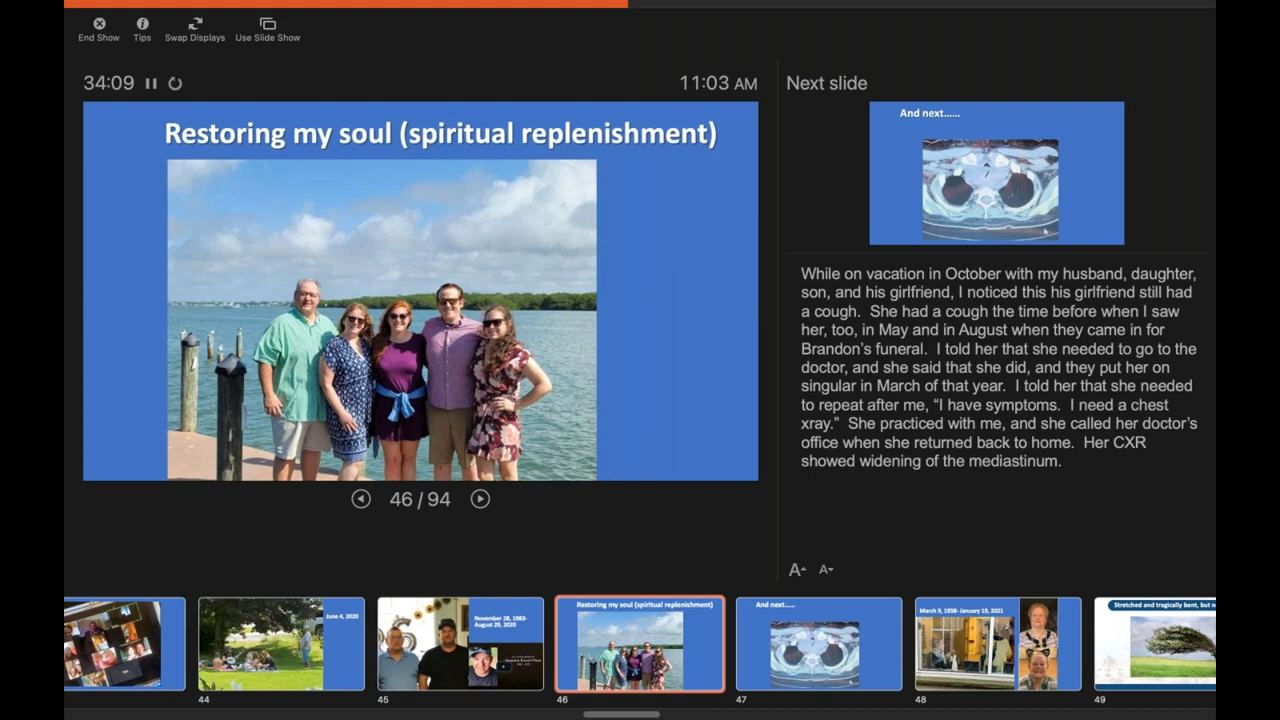 End Show
Tips
Swap Displays
Use Slide Show
34:09
11:03 AM
Restoring my soul (spiritual replenishment)
46 / 94
Next slide
And next......
While on vacation in October with my husband, daughter,
son, and his girlfriend, I noticed this his girlfriend still had
a cough.  She had a cough the time before when I saw
her, too, in May and in August when they came in for
Brandon's funeral.  I told her that she needed to go to the
doctor, and she said that she did, and they put her on
singular in March of that year.  I told her that she needed
to repeat after me, “I have symptoms.  I need a chest
xray.”  She practiced with me, and she called her doctor's
office when she returned back to home.  Her CXR
showed widening of the mediastinum.
A
A
June 4, 2020
44
November 28, 1983-
August 29, 2020
45
Restoring my soul (spiritual replenishment)
46
And next......
47
March 9, 1938- January 19, 2021
48
Stretched and tragically bent, but n
49